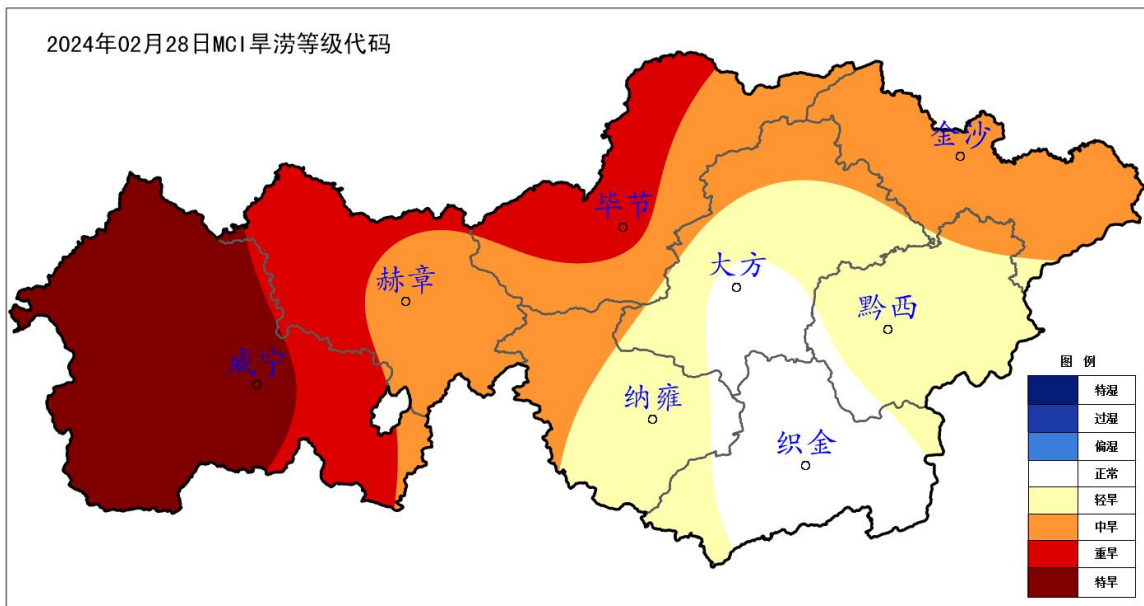 2024年02月28日MCI旱涝等级代码
金沙
毕节
大方
赫章
黔西
威宁
纳雍
织金
图 例
特湿
过湿
偏湿
正常
轻旱
中旱
重旱
特旱